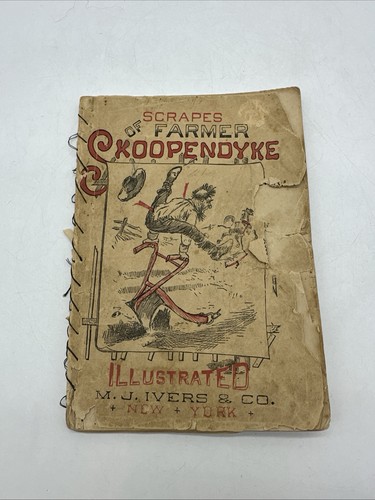 SCRAPES
OF FARMER
SKOOPENDYKE
ILLUSTRATED
M. J. IVERS & CO.
+ NEW + YORK +